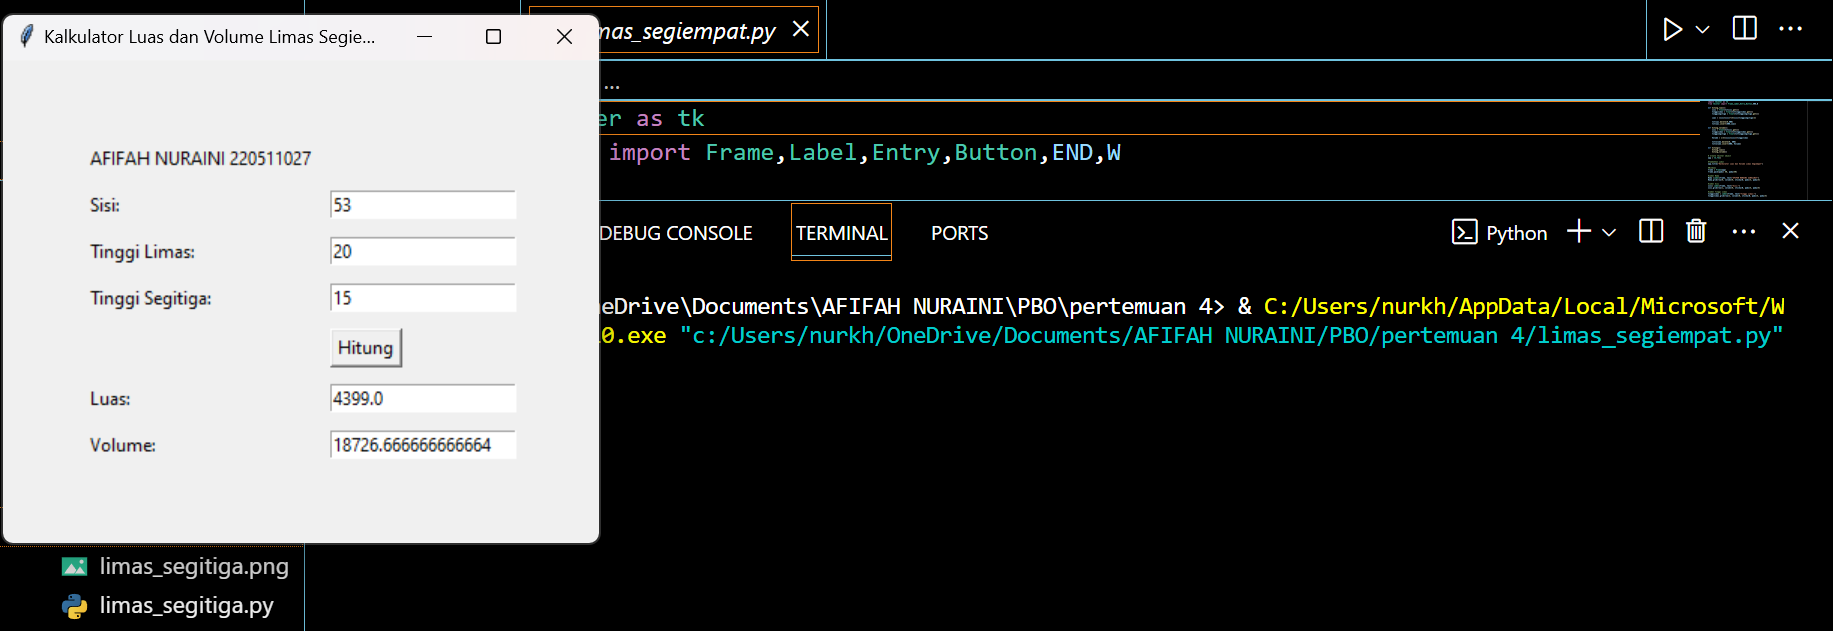 Kalkulator Luas dan Volume Limas Segie...
mas_segiempat.py
...
er as tk
import Frame,Label,Entry,Button,END,W
AFIFAH NURAINI 220511027
Sisi: 53
Tinggi Limas: 20
Tinggi Segitiga: 15
Hitung
Luas: 4399.0
Volume: 18726.666666666664
DEBUG CONSOLE TERMINAL PORTS
Python
eDrive\Documents\AFIFAH NURAINI\PBO\pertemuan 4> & C:/Users/nurkh/AppData/Local/Microsoft/W
10.exe "c:/Users/nurkh/OneDrive/Documents/AFIFAH NURAINI/PBO/pertemuan 4/limas_segiempat.py"
limas_segitiga.png
limas_segitiga.py